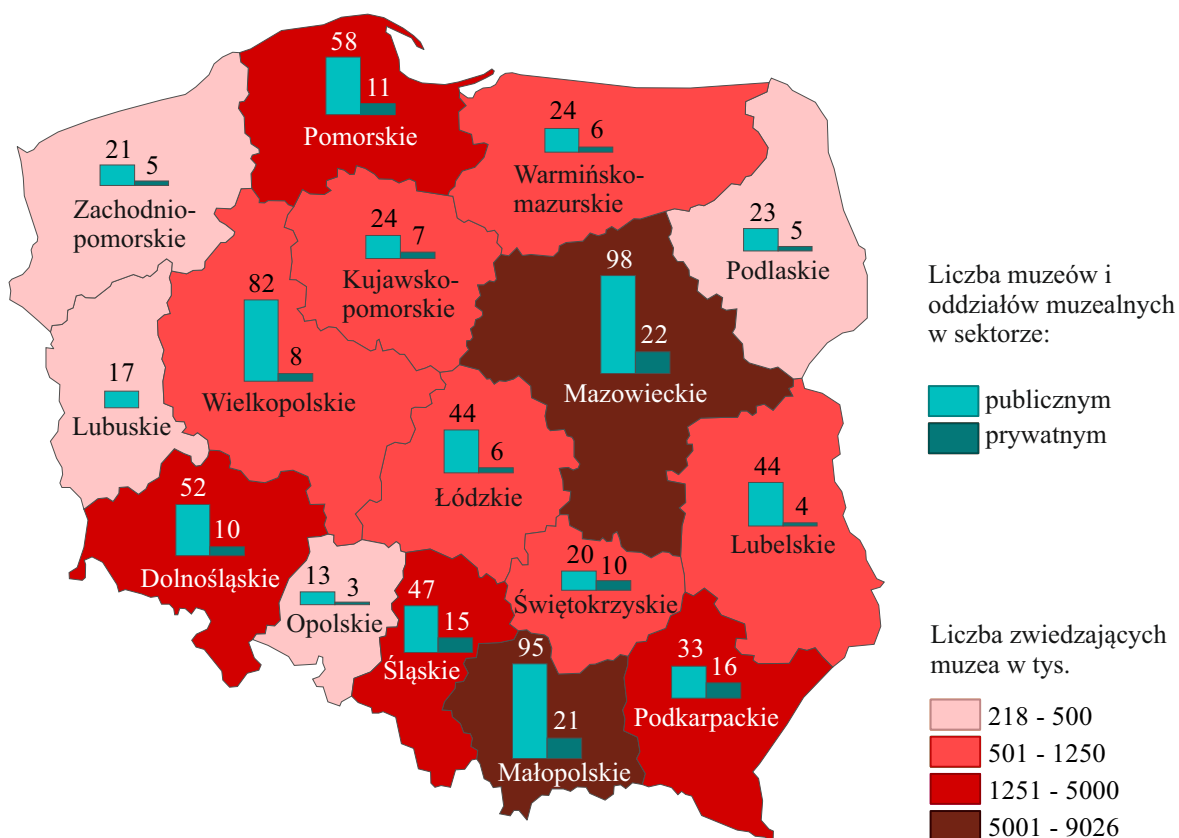 58
11
Pomorskie
24
6
Warmińsko-
mazurskie
21
5
Zachodnio-
pomorskie
23
5
Podlaskie
24
7
Kujawsko-
pomorskie
82
8
Wielkopolskie
98
22
Mazowieckie
17
Lubuskie
44
6
Łódzkie
44
4
Lubelskie
52
10
Dolnośląskie
13
3
Opolskie
47
15
Śląskie
20
10
Świętokrzyskie
95
21
Małopolskie
33
16
Podkarpackie
Liczba muzeów i
oddziałów muzealnych
w sektorze:
publicznym
prywatnym
Liczba zwiedzających
muzea w tys.
218 - 500
501 - 1250
1251 - 5000
5001 - 9026